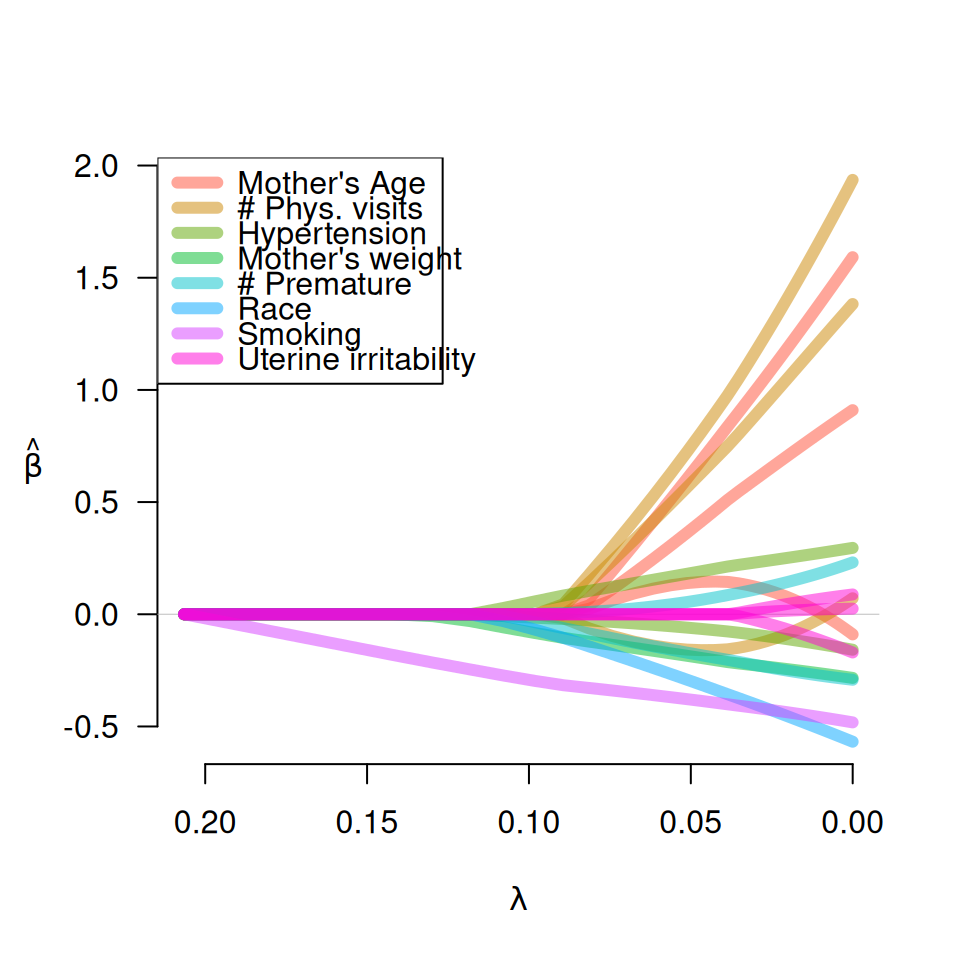 2.0
1.5
1.0
0.5
0.0
-0.5
β̂
Mother's Age
# Phys. visits
Hypertension
Mother's weight
# Premature
Race
Smoking
Uterine irritability
0.20 0.15 0.10 0.05 0.00
λ